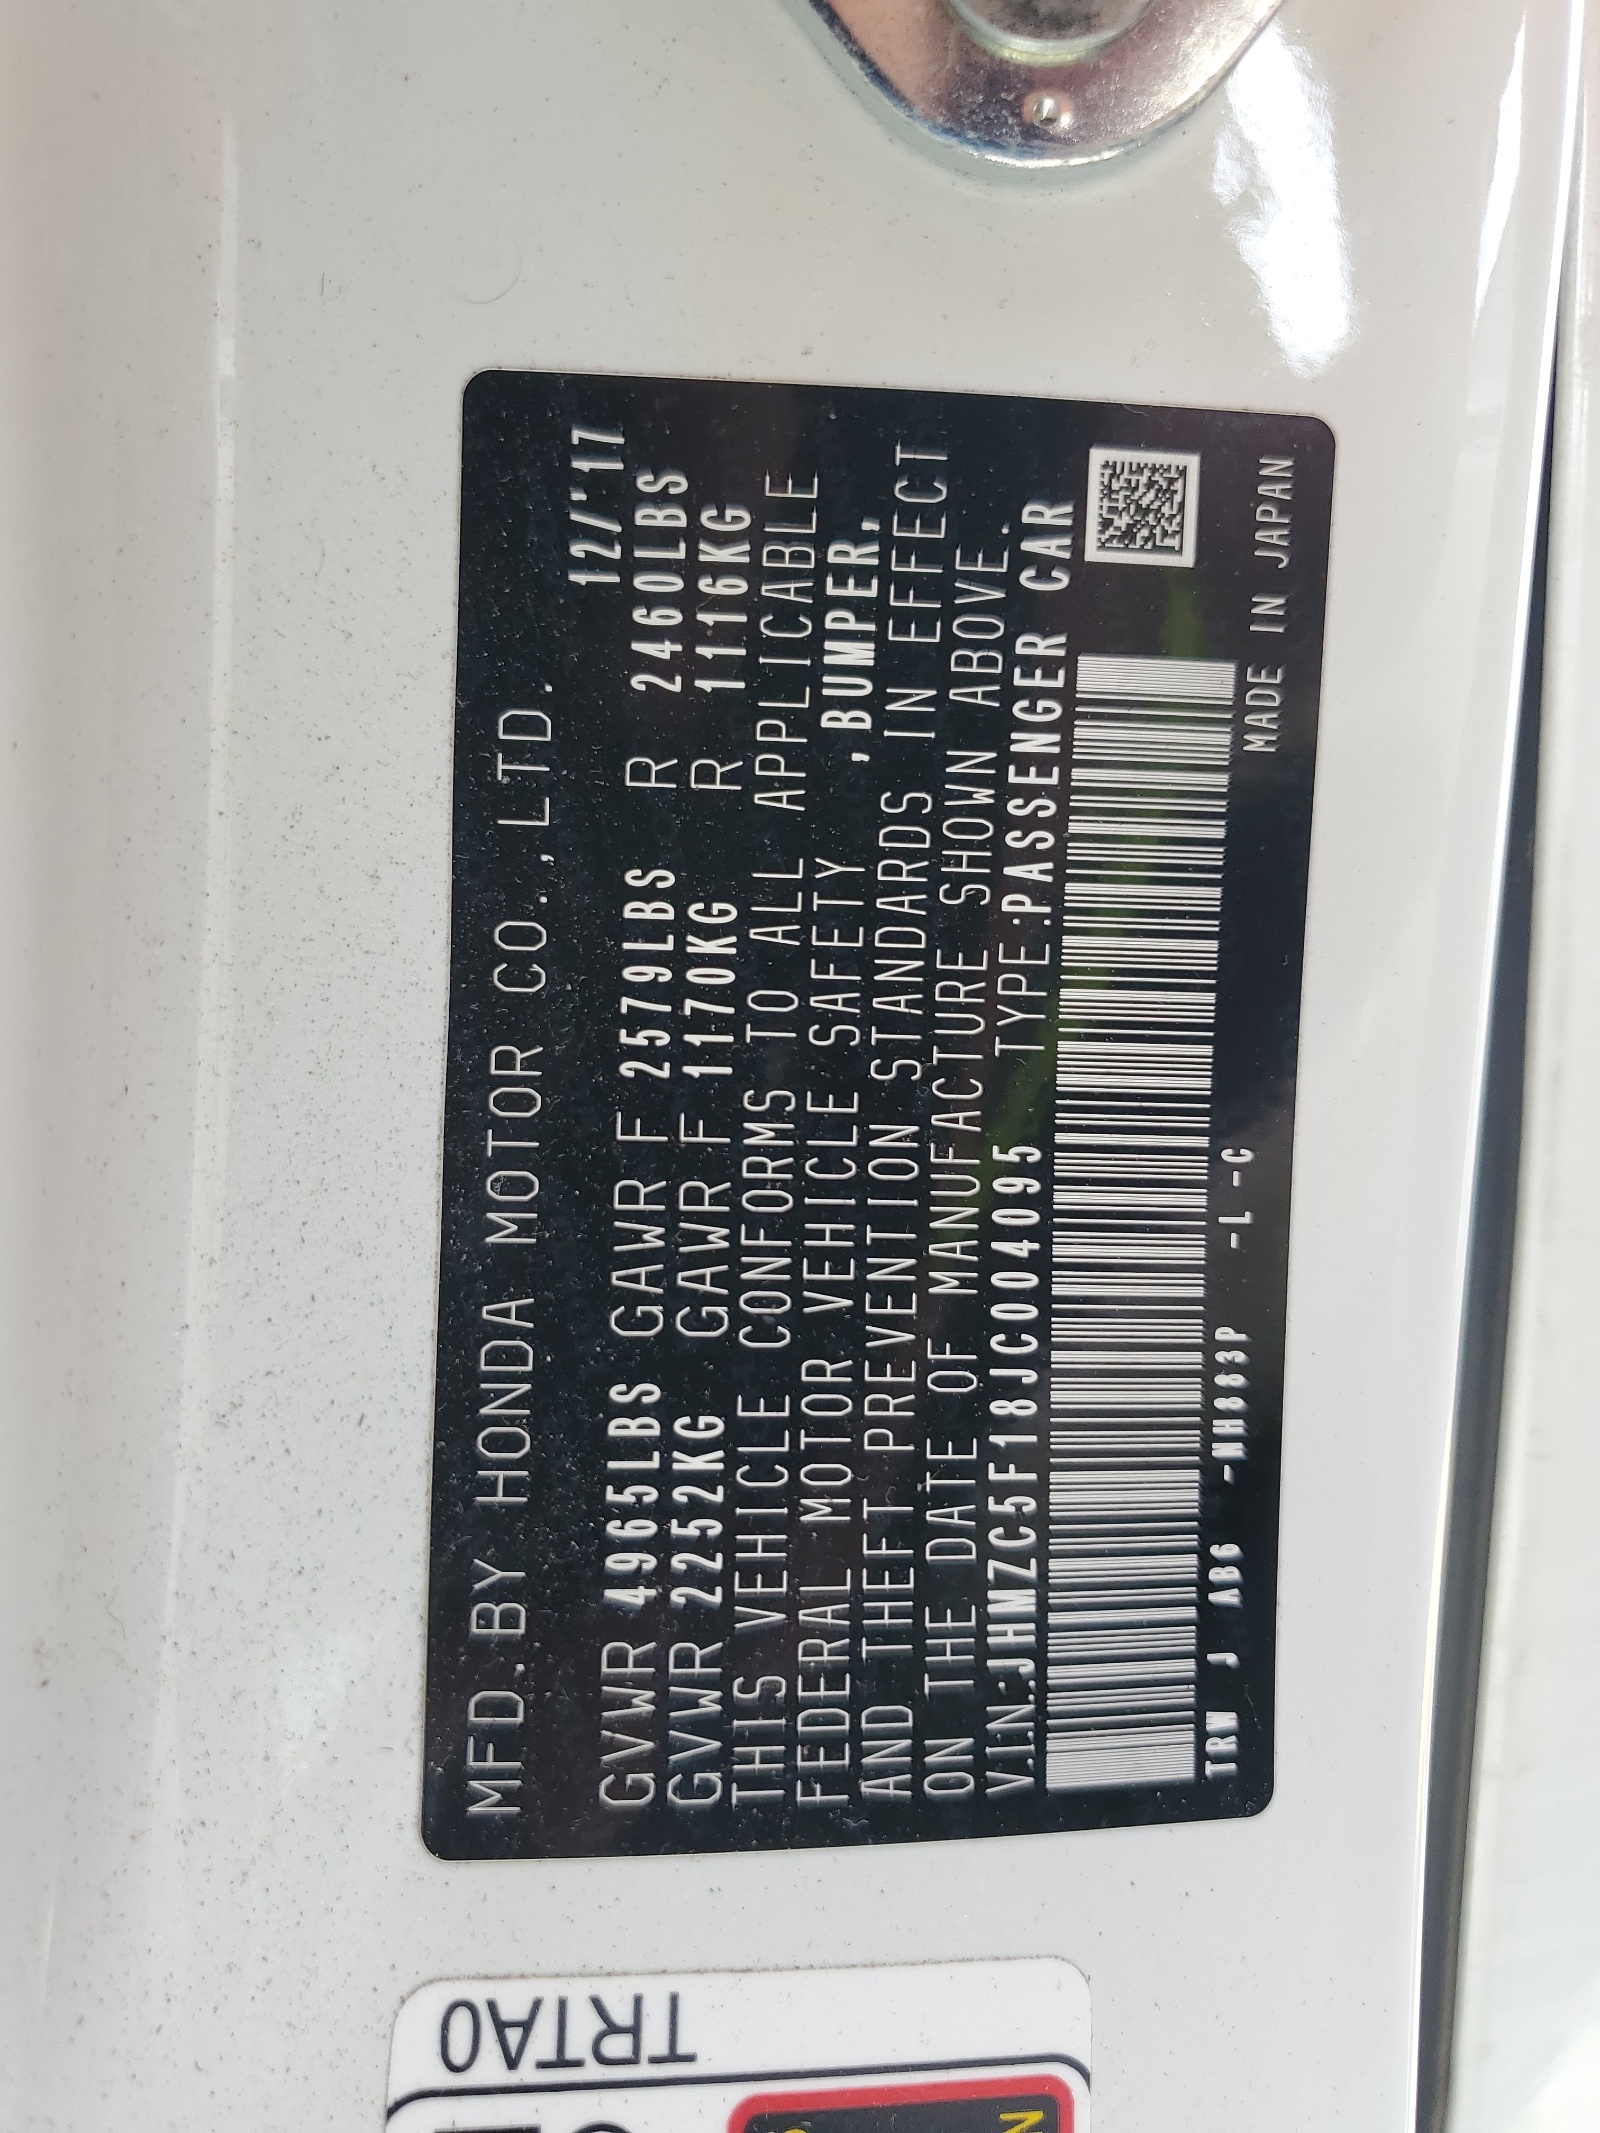 MFD.BY HONDA MOTOR CO.,LTD.
12/'17
GVWR 4965LBS GAWR F 2579LBS R 2460LBS
GVWR 2252KG GAWR F 1170KG R 1116KG
THIS VEHICLE CONFORMS TO ALL APPLICABLE
FEDERAL MOTOR VEHICLE SAFETY ,BUMPER,
AND THEFT PREVENTION STANDARDS IN EFFECT
ON THE DATE OF MANUFACTURE SHOWN ABOVE.
V.I.N.:JHMZC5F18JC004095 TYPE:PASSENGER CAR
TRW J AB6 -NH883P -L -C
MADE IN JAPAN
TRTA0